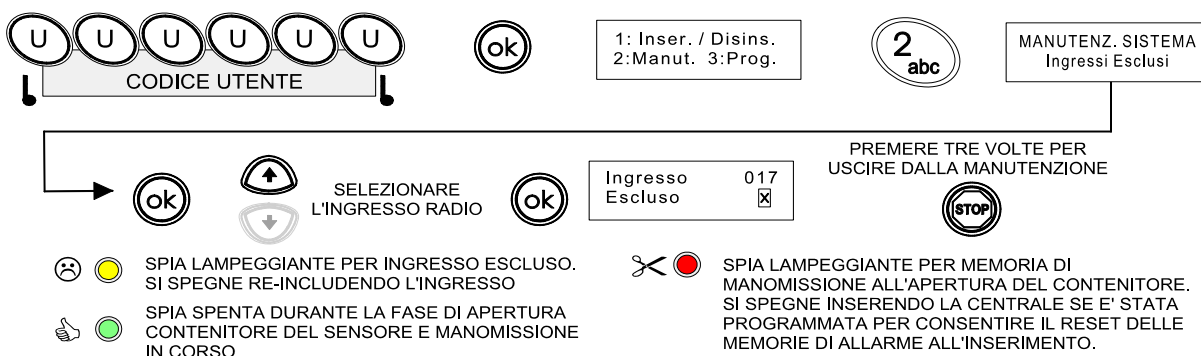 U U U U U U
CODICE UTENTE
ok
1: Inser. / Disins.
2:Manut. 3:Prog.
2
abc
MANUTENZ. SISTEMA
Ingressi Esclusi
ok
SELEZIONARE
L'INGRESSO RADIO
ok
Ingresso 017
Escluso X
PREMERE TRE VOLTE PER
USCIRE DALLA MANUTENZIONE
STOP
SPIA LAMPEGGIANTE PER INGRESSO ESCLUSO.
SI SPEGNE RE-INCLUDENDO L'INGRESSO
SPIA SPENTA DURANTE LA FASE DI APERTURA
CONTENITORE DEL SENSORE E MANOMISSIONE
IN CORSO
SPIA LAMPEGGIANTE PER MEMORIA DI
MANOMISSIONE ALL'APERTURA DEL CONTENITORE.
SI SPEGNE INSERENDO LA CENTRALE SE E' STATA
PROGRAMMATA PER CONSENTIRE IL RESET DELLE
MEMORIE DI ALLARME ALL'INSERIMENTO.